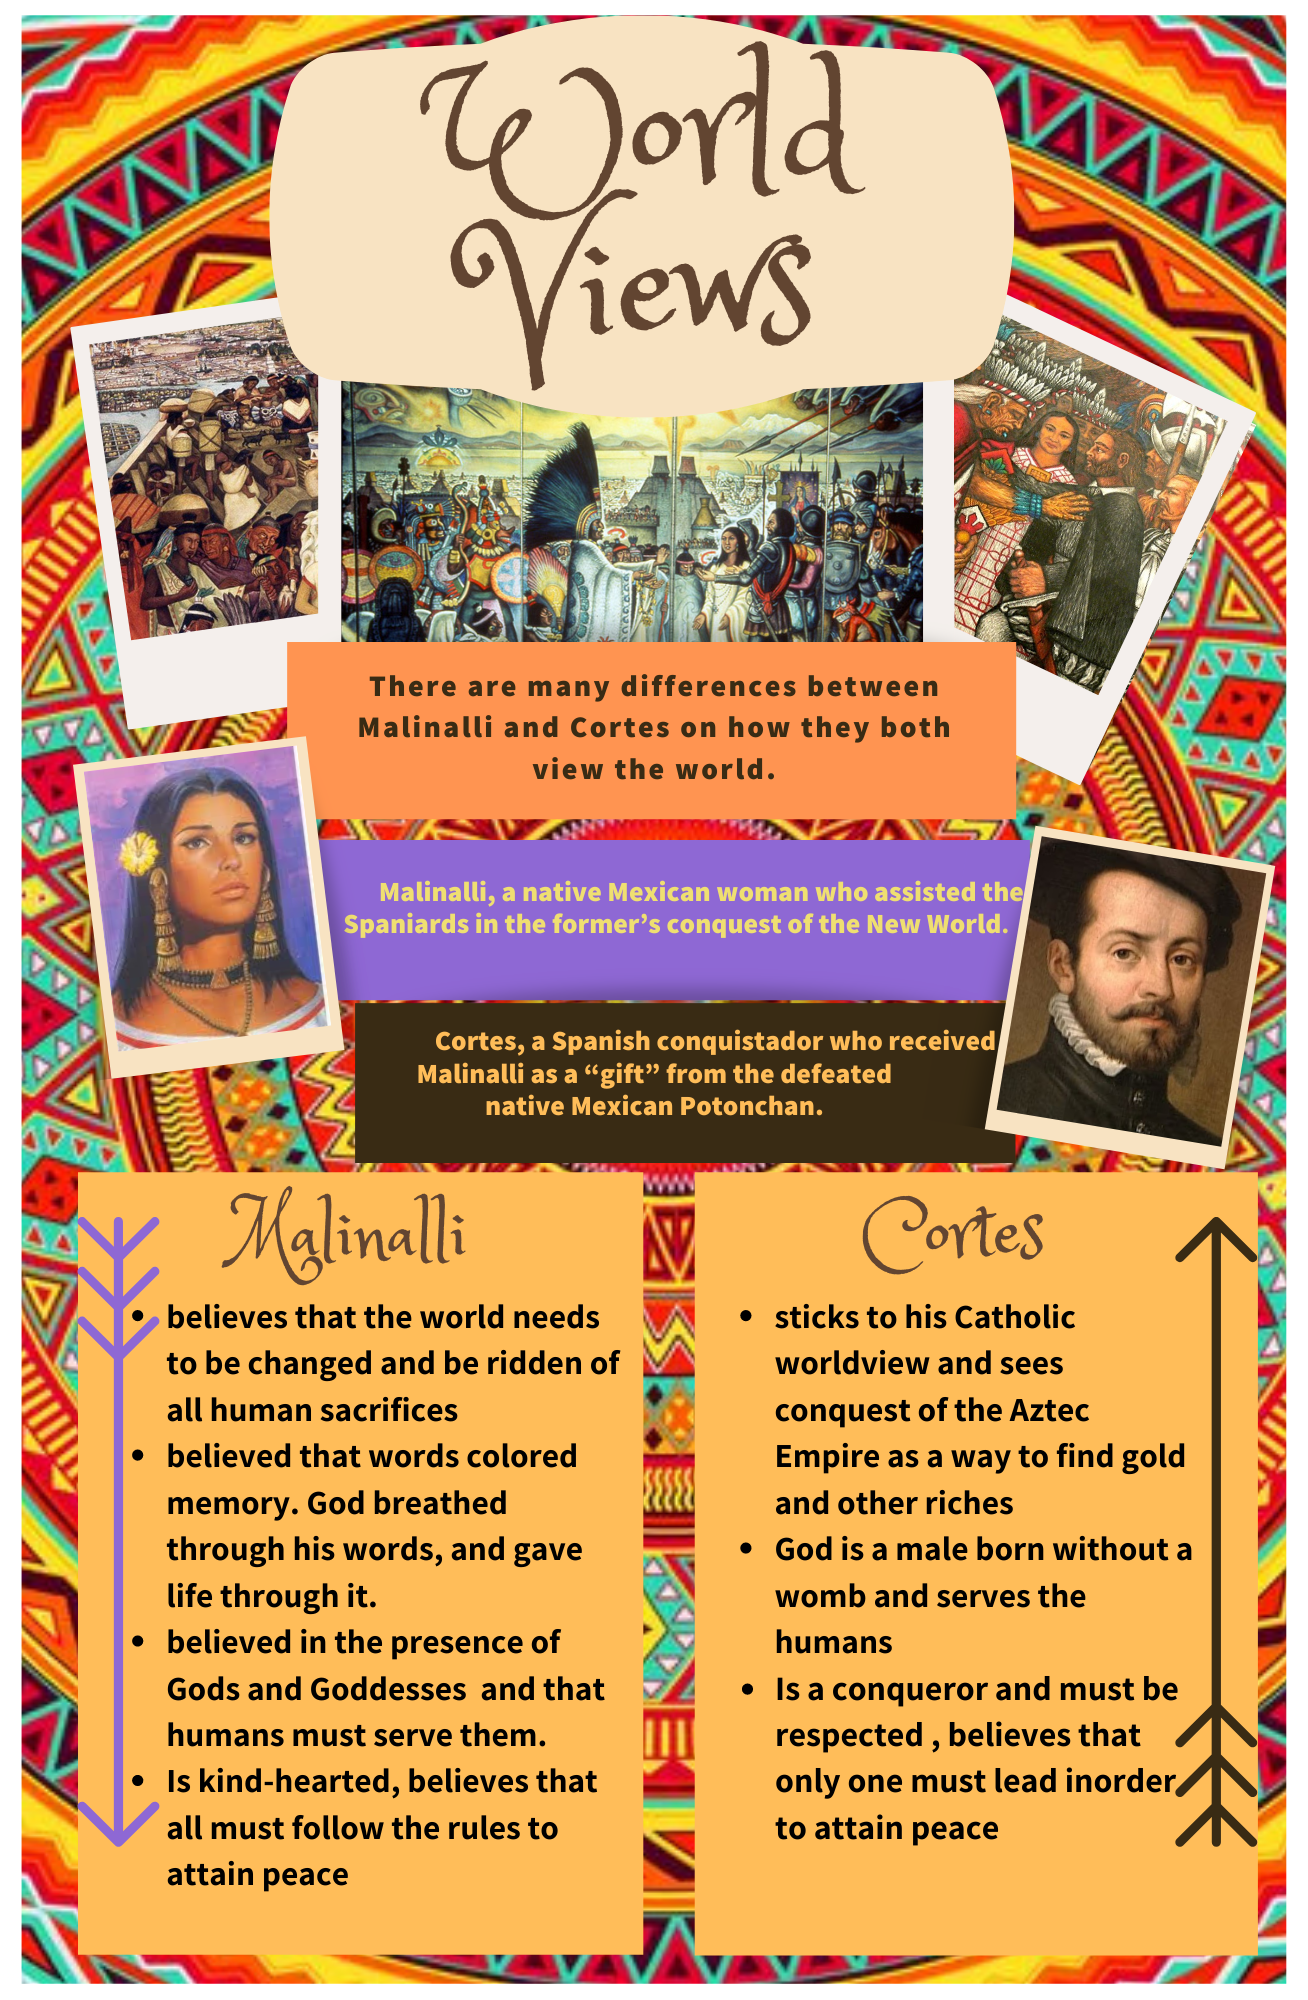 World
Views
There are many differences between
Malinalli and Cortes on how they both
view the world.
Malinalli, a native Mexican woman who assisted the
Spaniards in the former’s conquest of the New World.
Cortes, a Spanish conquistador who received
Malinalli as a “gift” from the defeated
native Mexican Potonchan.
Malinalli
• believes that the world needs
to be changed and be ridden of
all human sacrifices
• believed that words colored
memory. God breathed
through his words, and gave
life through it.
• believed in the presence of
Gods and Goddesses and that
humans must serve them.
• Is kind-hearted, believes that
all must follow the rules to
attain peace
Cortes
• sticks to his Catholic
worldview and sees
conquest of the Aztec
Empire as a way to find gold
and other riches
• God is a male born without a
womb and serves the
humans
• Is a conqueror and must be
respected , believes that
only one must lead inorder
to attain peace